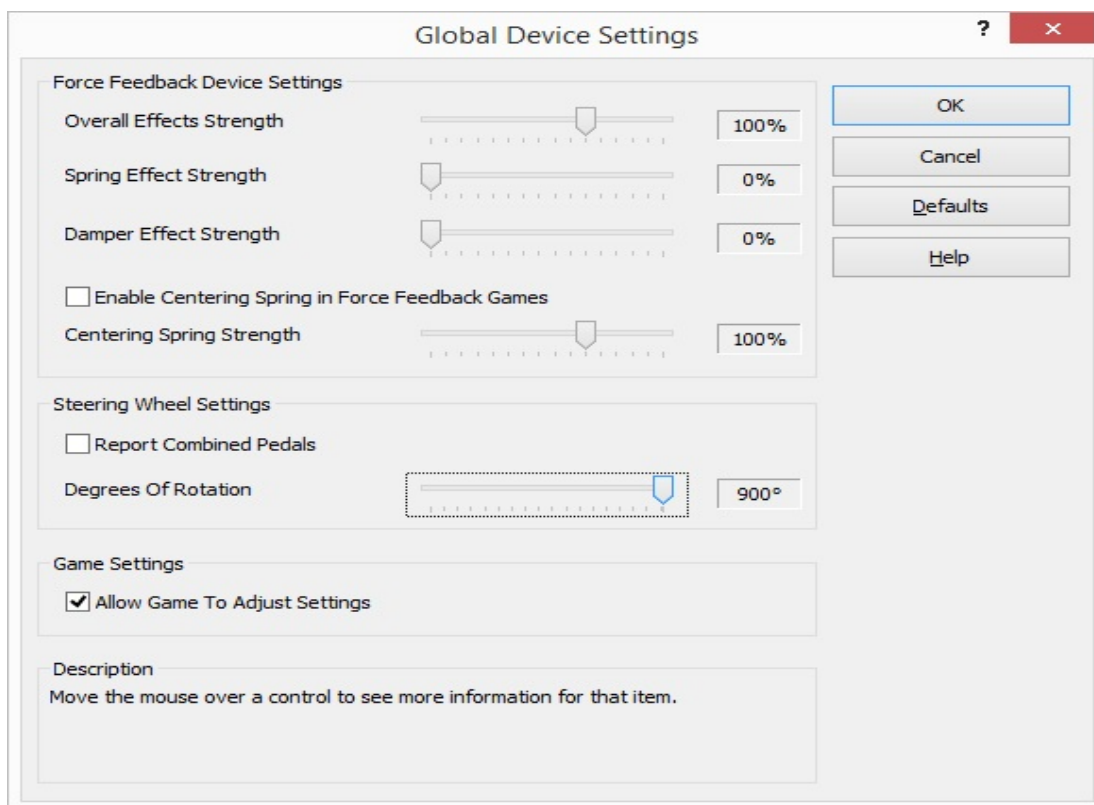 Global Device Settings
?
Force Feedback Device Settings
Overall Effects Strength 100%
Spring Effect Strength 0%
Damper Effect Strength 0%
Enable Centering Spring in Force Feedback Games
Centering Spring Strength 100%
Steering Wheel Settings
Report Combined Pedals
Degrees Of Rotation 900°
Game Settings
Allow Game To Adjust Settings
Description
Move the mouse over a control to see more information for that item.
OK
Cancel
Defaults
Help